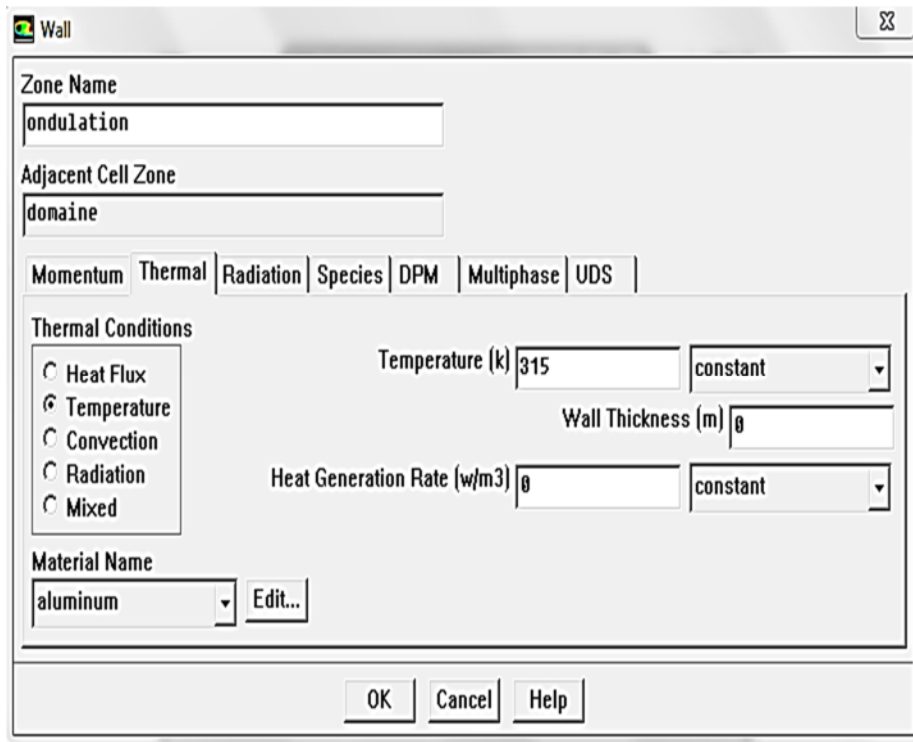 Wall
Zone Name
ondulation
Adjacent Cell Zone
domaine
Momentum Thermal Radiation Species DPM Multiphase UDS
Thermal Conditions
Heat Flux
Temperature
Convection
Radiation
Mixed
Temperature (k) 315 constant
Wall Thickness (m) 0
Heat Generation Rate (w/m3) 0 constant
Material Name
aluminum Edit...
OK Cancel Help